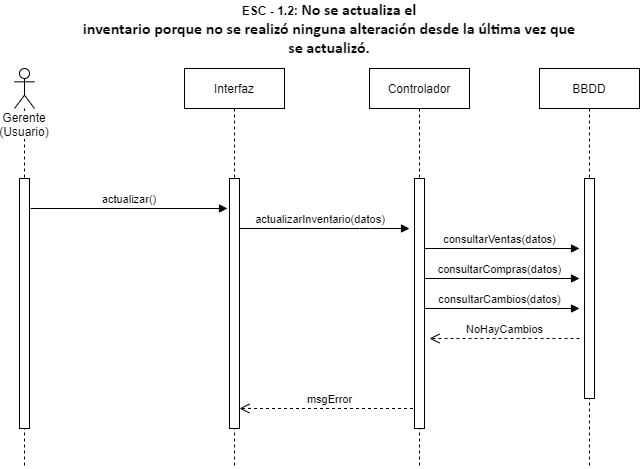 ESC - 1.2: No se actualiza el
inventario porque no se realizó ninguna alteración desde la última vez que
se actualizó.
Interfaz
Controlador
BBDD
Gerente
(Usuario)
actualizar()
actualizarInventario(datos)
consultarVentas(datos)
consultarCompras(datos)
consultarCambios(datos)
NoHayCambios
msgError